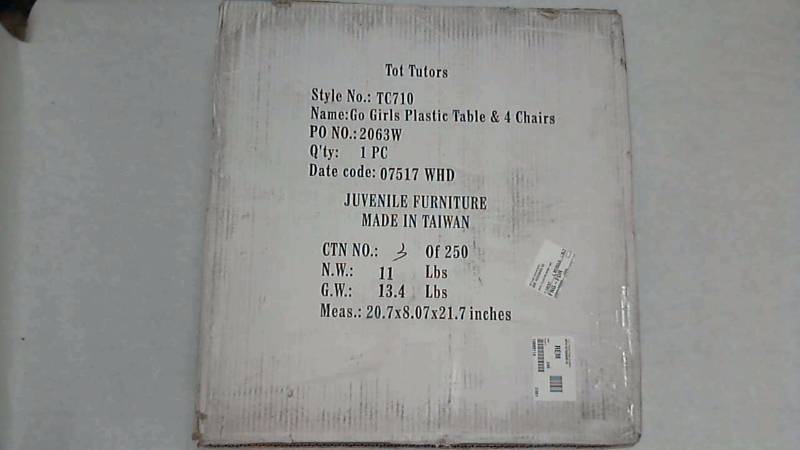 Tot Tutors
Style No.: TC710
Name:Go Girls Plastic Table & 4 Chairs
PO NO.: 2063W
Q'ty: 1 PC
Date code: 07517 WHD
JUVENILE FURNITURE
MADE IN TAIWAN
CTN NO.: 3 Of 250
N.W.: 11 Lbs
G.W.: 13.4 Lbs
Meas.: 20.7x8.07x21.7 inches
REM